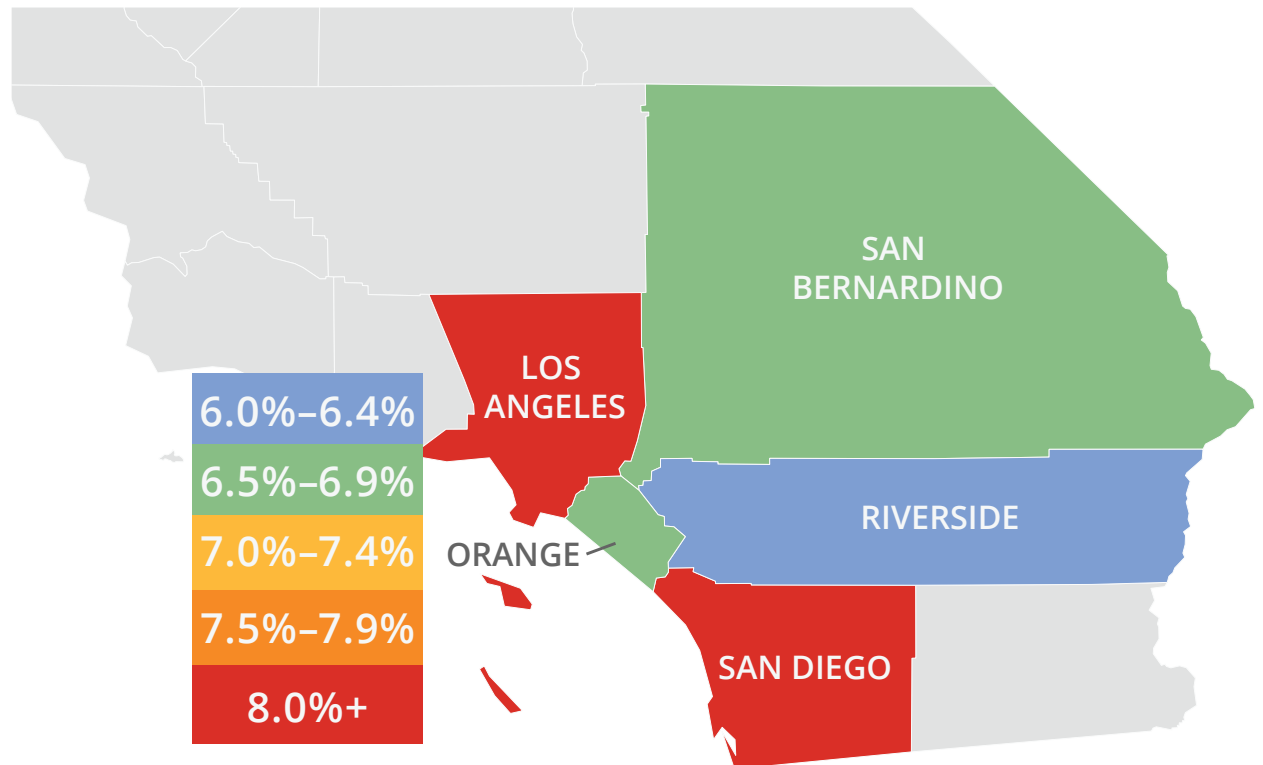 SAN
BERNARDINO
LOS
ANGELES
6.0%–6.4%
6.5%–6.9%
7.0%–7.4%
7.5%–7.9%
8.0%+
RIVERSIDE
ORANGE
SAN DIEGO